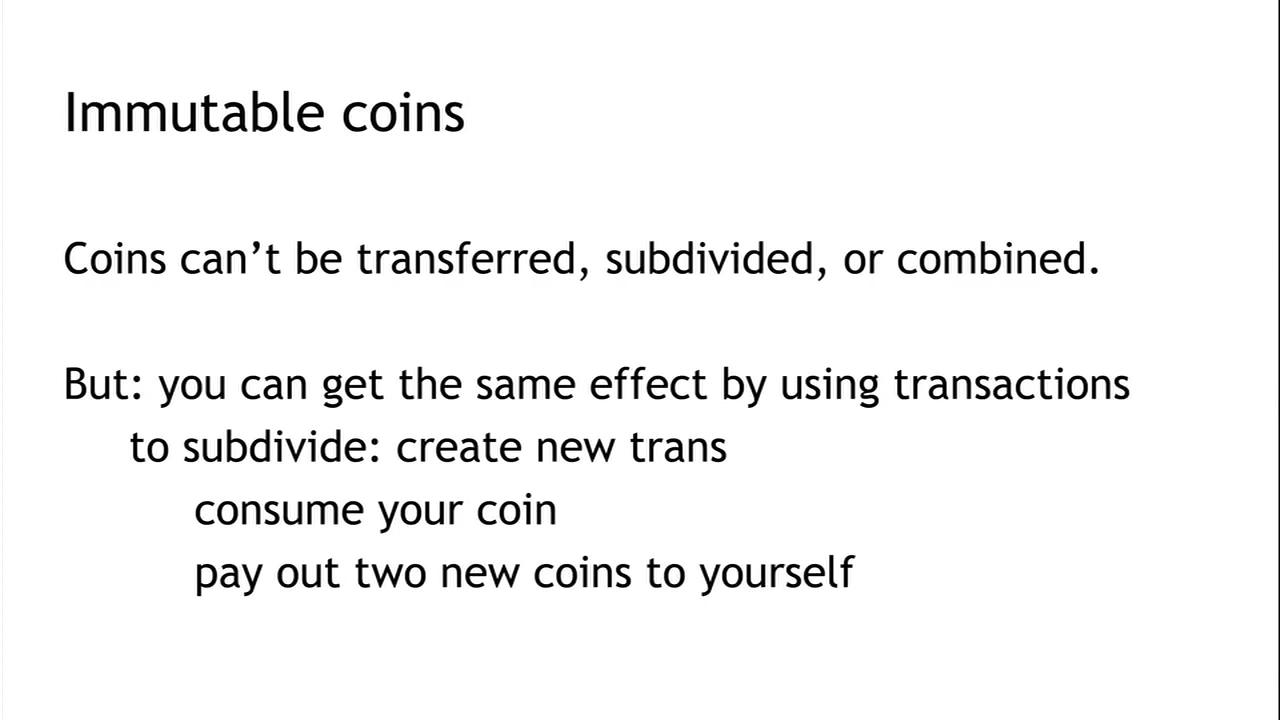 Immutable coins
Coins can’t be transferred, subdivided, or combined.
But: you can get the same effect by using transactions
to subdivide: create new trans
consume your coin
pay out two new coins to yourself